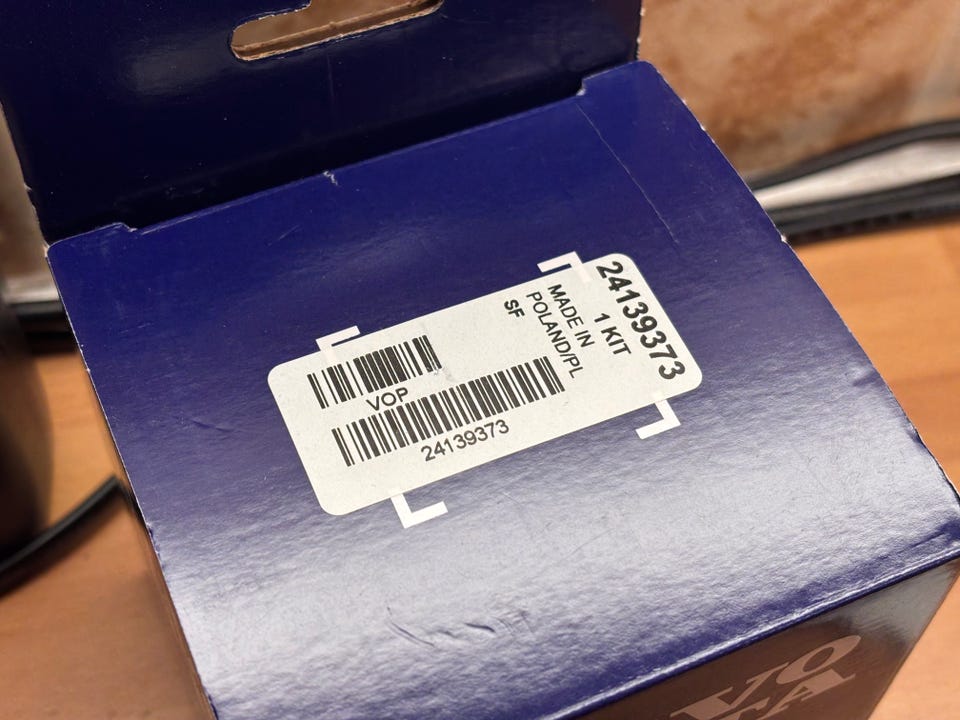 24139373
1 KIT
MADE IN
POLAND/PL
SF
VOP
24139373